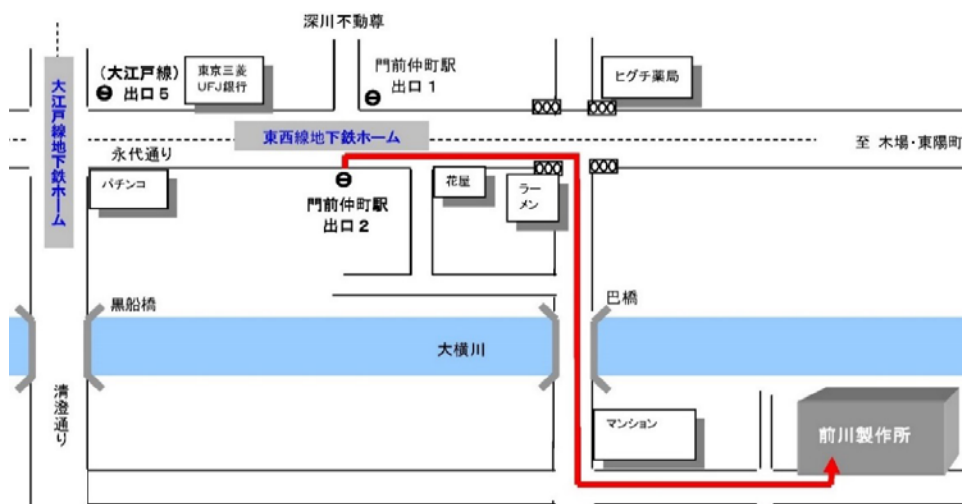 深川不動尊
(大江戸線)
出口5
東京三菱
UFJ銀行
門前仲町駅
出口1
ヒグチ薬局
大江戸線地下鉄ホーム
東西線地下鉄ホーム
至 木場・東陽町
永代通り
パチンコ
門前仲町駅
出口2
花屋
ラー
メン
黒船橋
巴橋
大横川
清澄通り
マンション
前川製作所